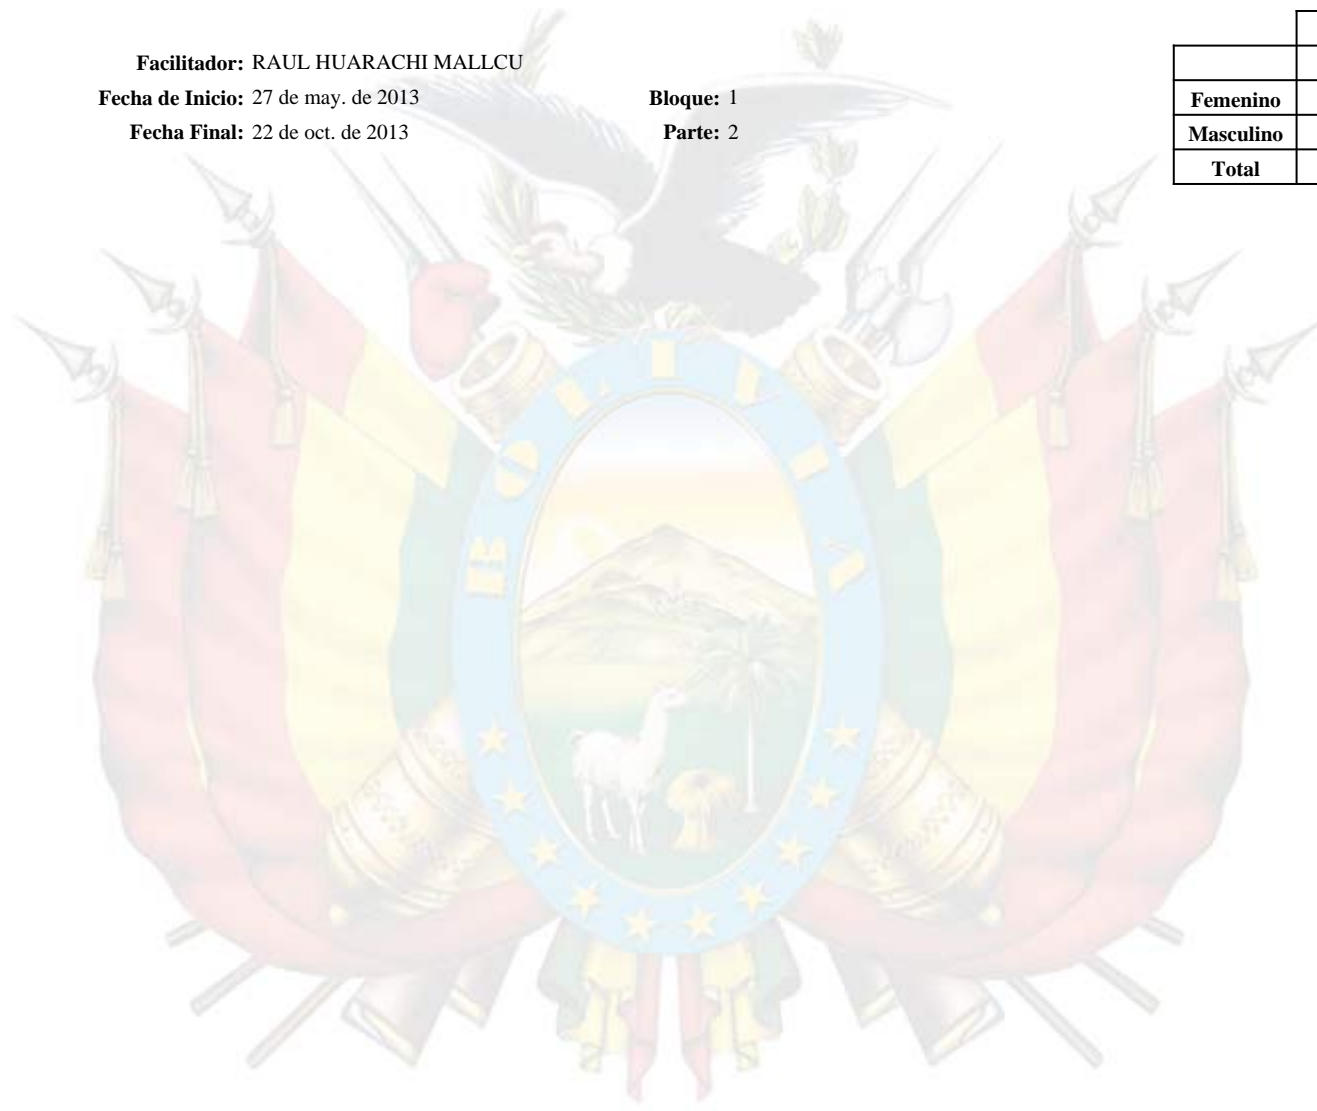 Facilitador: RAUL HUARACHI MALLCU
Fecha de Inicio: 27 de may. de 2013 Bloque: 1
Fecha Final: 22 de oct. de 2013 Parte: 2
Femenino
Masculino
Total
BOLIVIA